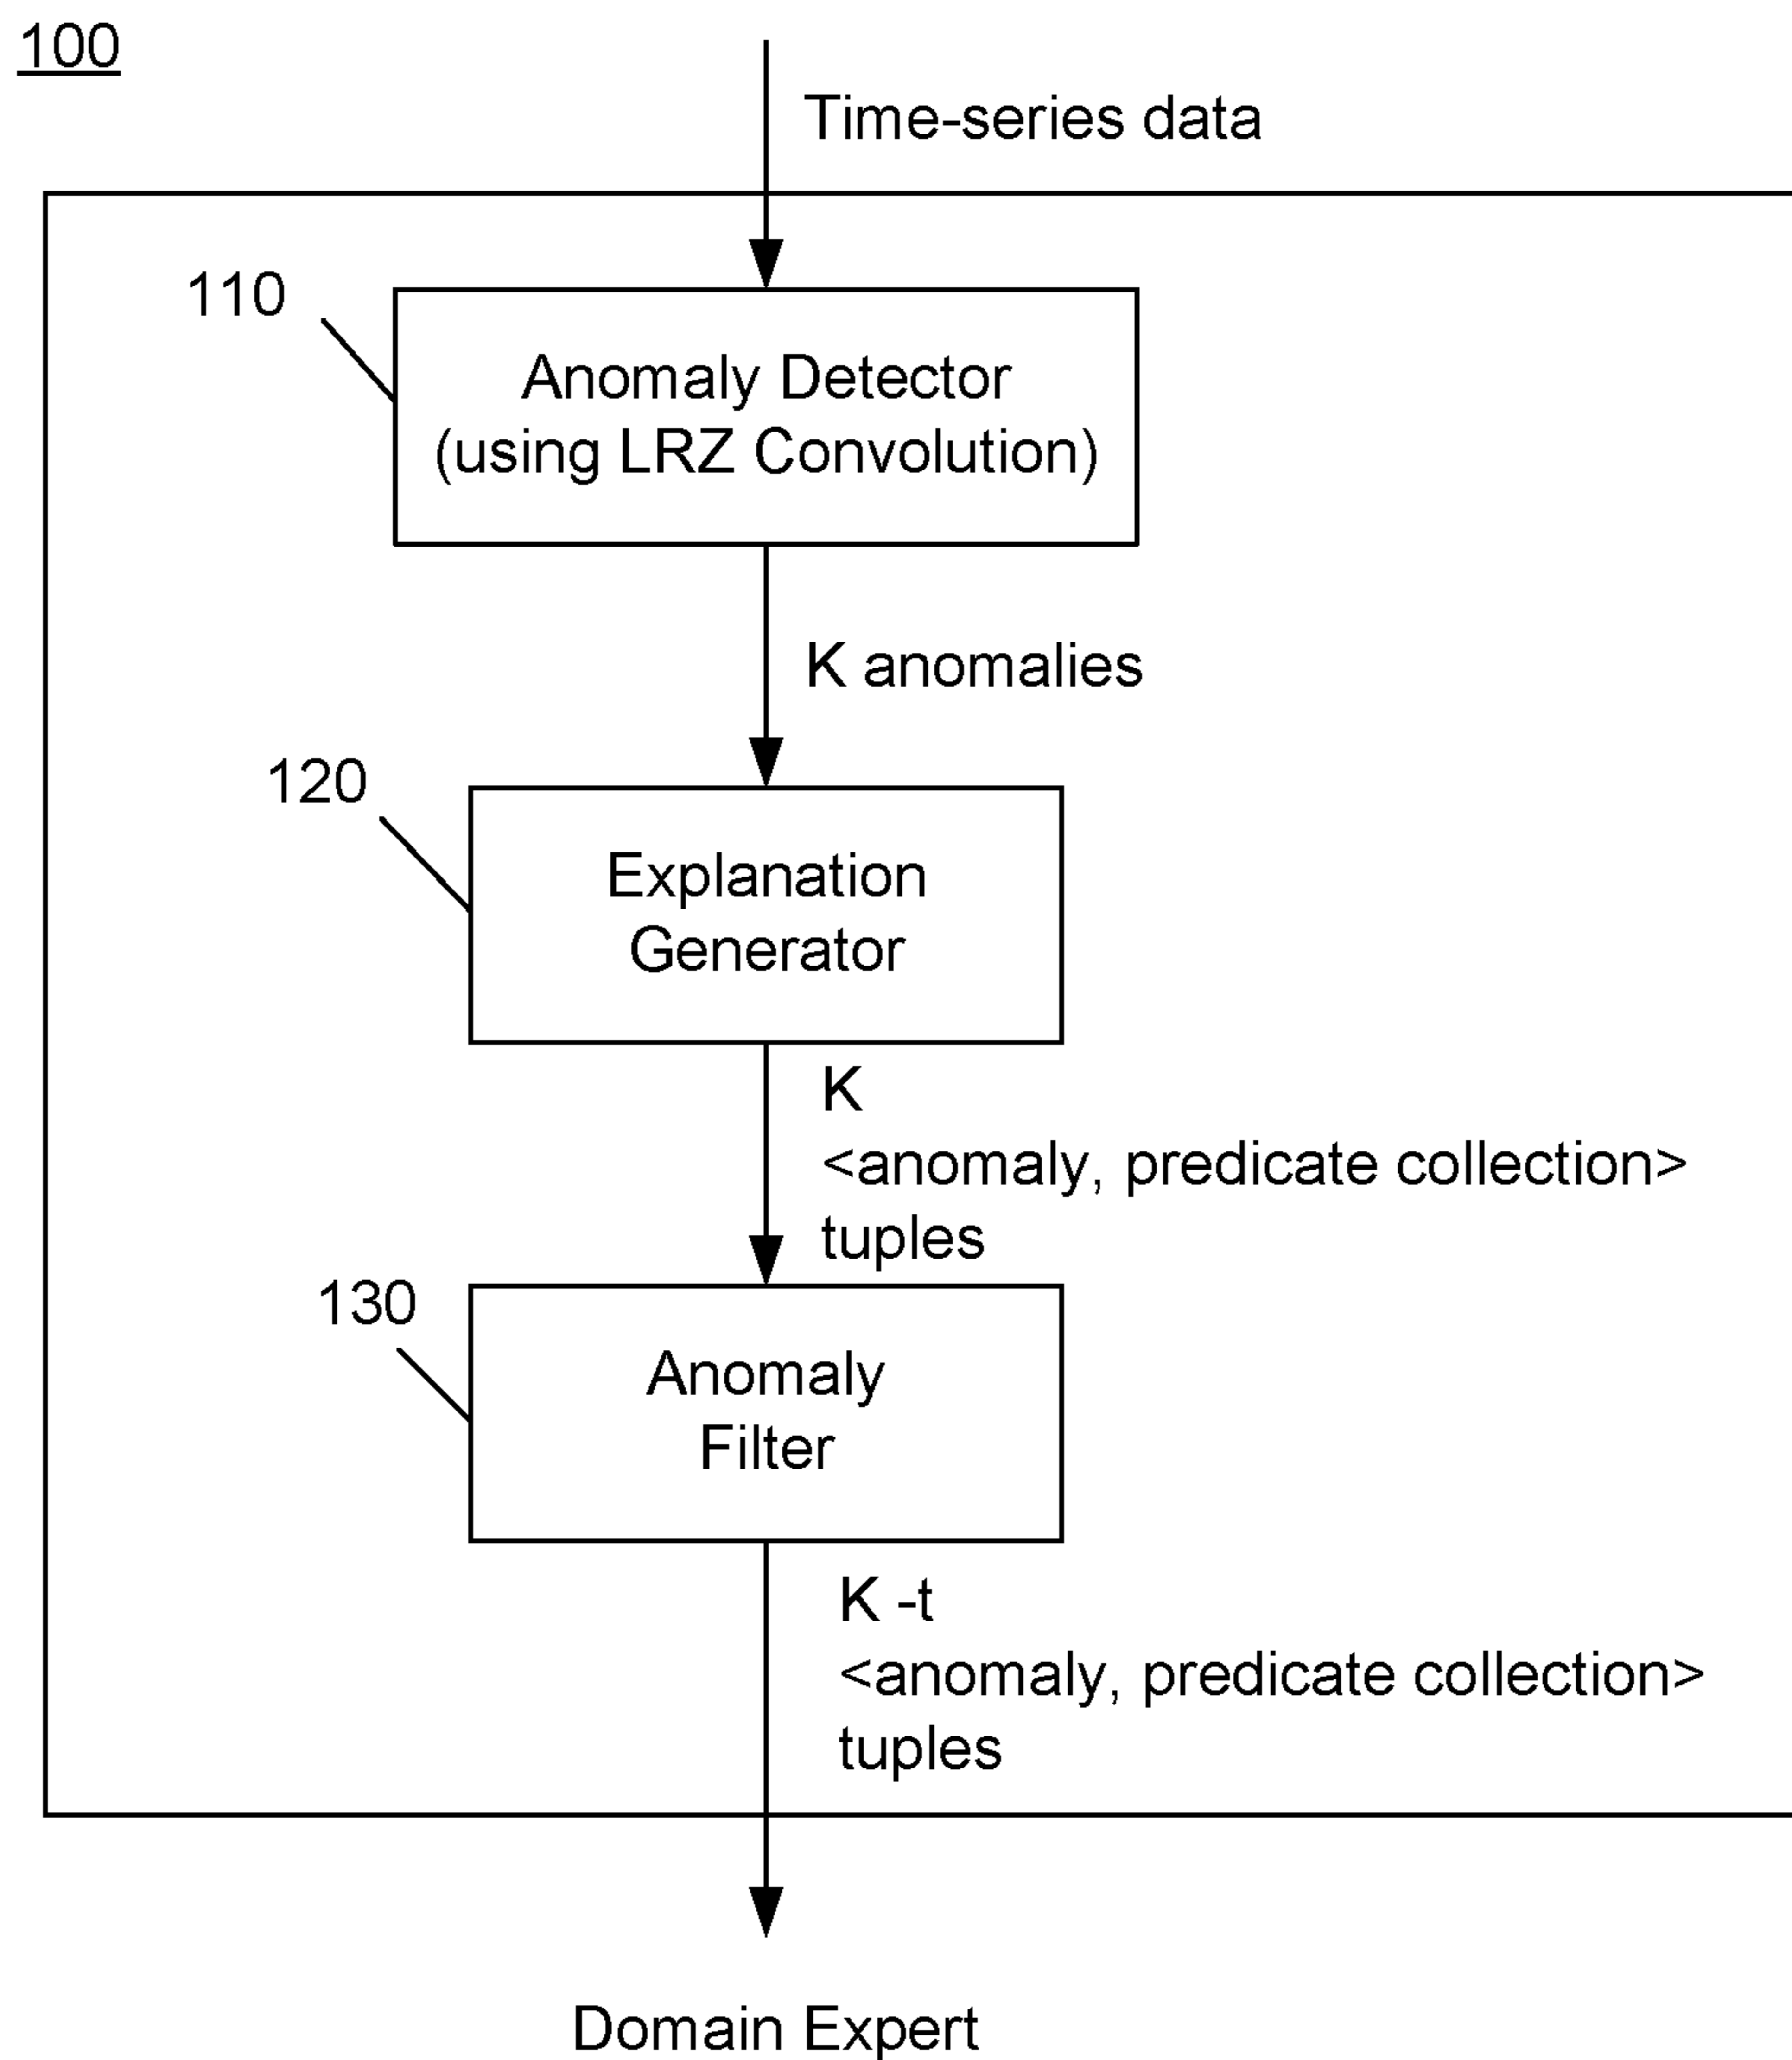 100
Time-series data
110
Anomaly Detector
(using LRZ Convolution)
K anomalies
120
Explanation
Generator
K
<anomaly, predicate collection>
tuples
130
Anomaly
Filter
K -t
<anomaly, predicate collection>
tuples
Domain Expert